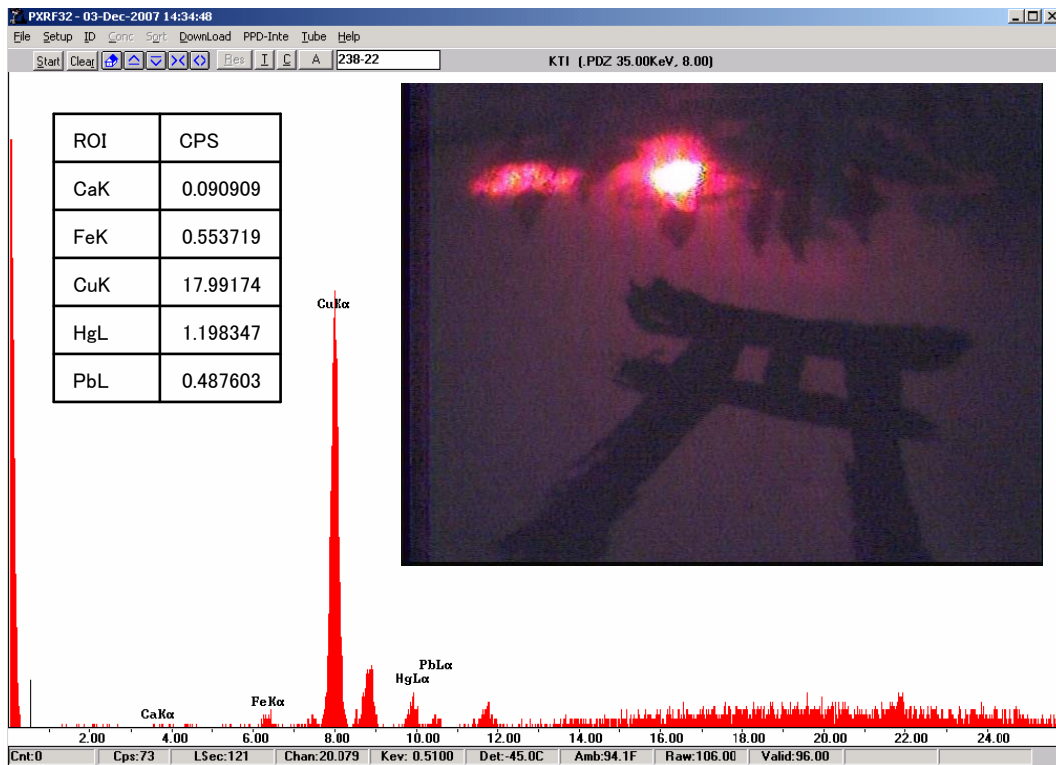 PXRF32 - 03-Dec-2007 14:34:48
File Setup ID Conc Sort DownLoad PPD-Inte Tube Help
Start Clear Res I C A 238-22 KTI (.PDZ 35.00KeV, 8.00)
ROI CPS
CaK 0.090909
FeK 0.553719
CuK 17.99174
HgL 1.198347
PbL 0.487603
CuKα
PbLα
HgLα
FeKα
CaKα
2.00 4.00 6.00 8.00 10.00 12.00 14.00 16.00 18.00 20.00 22.00 24.00
Cnt:0 Cps:73 LSec:121 Chan:20.079 Kev: 0.5100 Det:-45.0C Amb:94.1F Raw:106.00 Valid:96.00